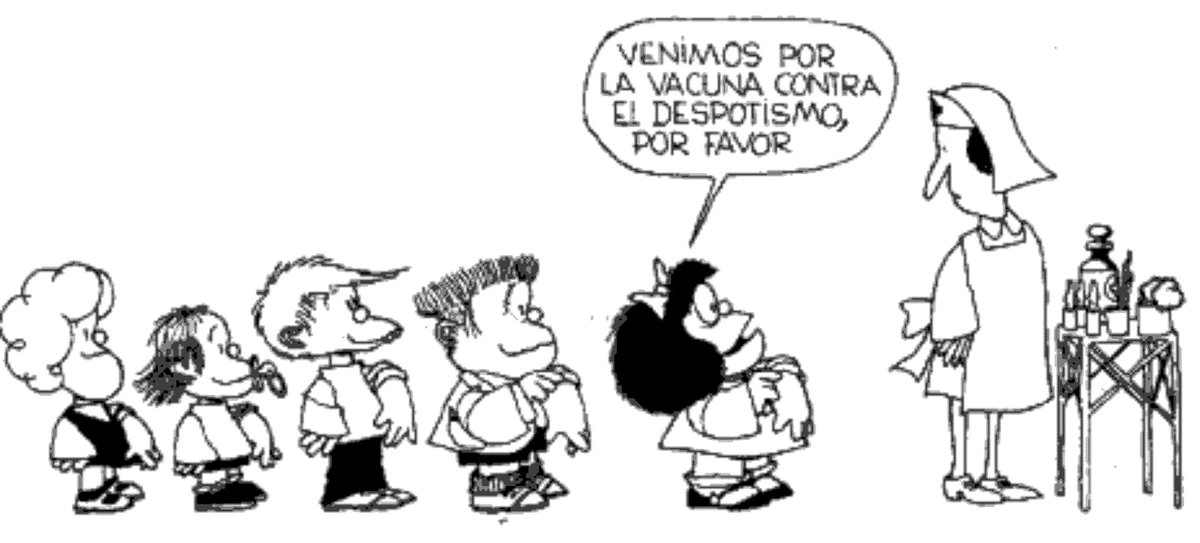 VENiMOS POR
LA VACUNA CONTRA
EL DESPOTiSMO,
POR FAVOR